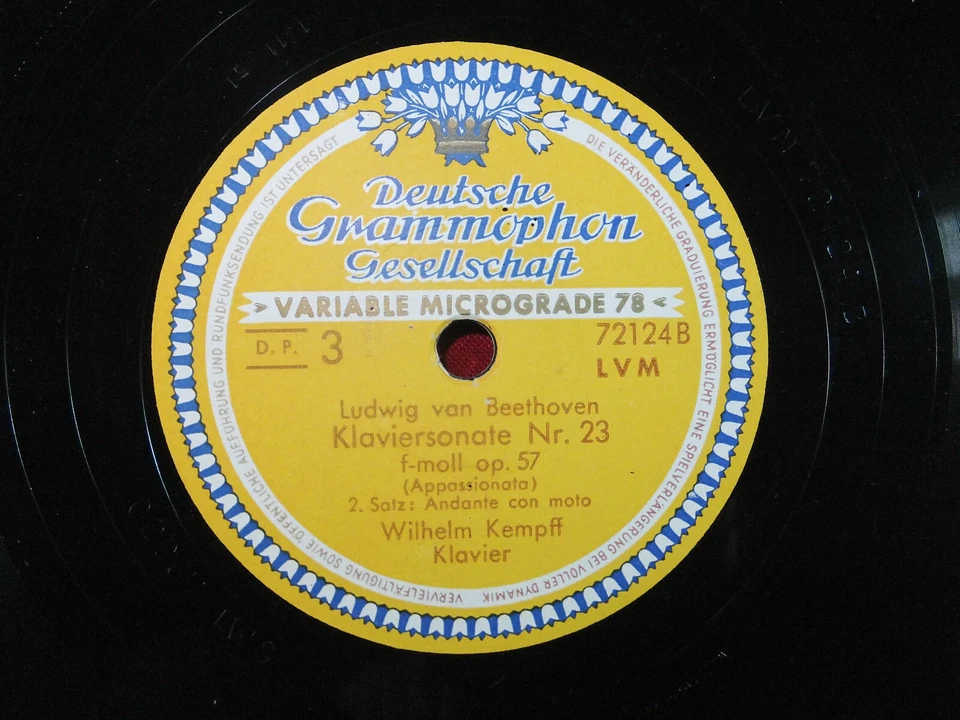 Deutsche
Grammophon
Gesellschaft
> VARIABLE MICROGRADE 78 <
D. P. 3
72124 B
LVM
Ludwig van Beethoven
Klaviersonate Nr. 23
f-moll op. 57
(Appassionata)
2. Satz: Andante con moto
Wilhelm Kempff
Klavier
DIE VERÄNDERLICHE GRADUIERUNG ERMÖGLICHT EINE SPIELVERLÄNGERUNG BEI VOLLER DYNAMIK
VERVIELFÄLTIGUNG SOWIE ÖFFENTLICHE AUFFÜHRUNG UND RUNDFUNKSENDUNG IST UNTERSAGT